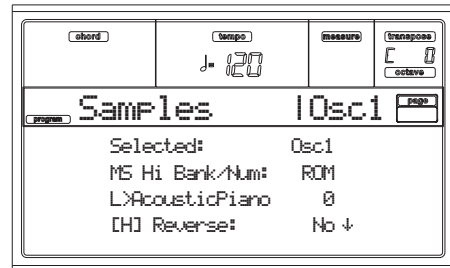 chord tempo measure transpose
♩= 120 C 0
octave
program Samples |Osc1 page
Selected: Osc1
MS Hi Bank/Num: ROM
L>AcousticPiano 0
[H] Reverse: No ↓